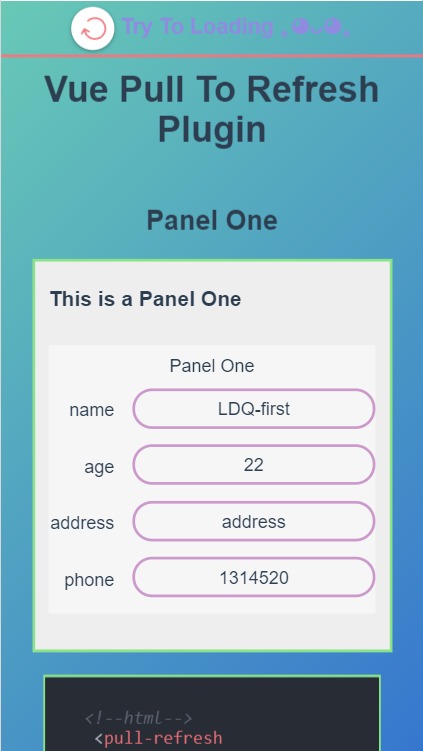 Try To Loading
Vue Pull To Refresh
Plugin
Panel One
This is a Panel One
Panel One
name LDQ-first
age 22
address address
phone 1314520
<!--html-->
<pull-refresh